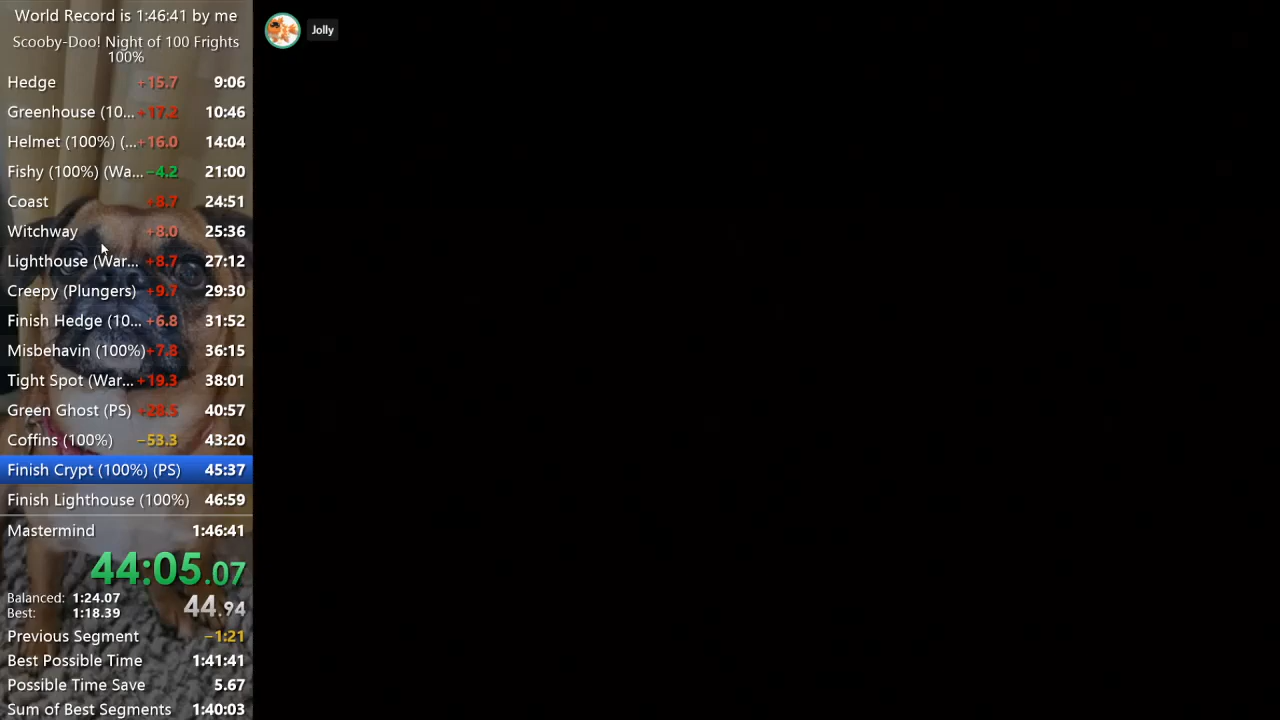 World Record is 1:46:41 by me
Jolly
Scooby-Doo! Night of 100 Frights
100%
Hedge +15.7 9:06
Greenhouse (10... +17.2 10:46
Helmet (100%) (... +16.0 14:04
Fishy (100%) (Wa... −4.2 21:00
Coast +8.7 24:51
Witchway +8.0 25:36
Lighthouse (War... +8.7 27:12
Creepy (Plungers) +9.7 29:30
Finish Hedge (10... +6.8 31:52
Misbehavin (100%) +7.8 36:15
Tight Spot (War... +19.3 38:01
Green Ghost (PS) +28.5 40:57
Coffins (100%) −53.3 43:20
Finish Crypt (100%) (PS) 45:37
Finish Lighthouse (100%) 46:59
Mastermind 1:46:41
44:05.07
Balanced: 1:24.07
Best: 1:18.39
44.94
Previous Segment −1:21
Best Possible Time 1:41:41
Possible Time Save 5.67
Sum of Best Segments 1:40:03